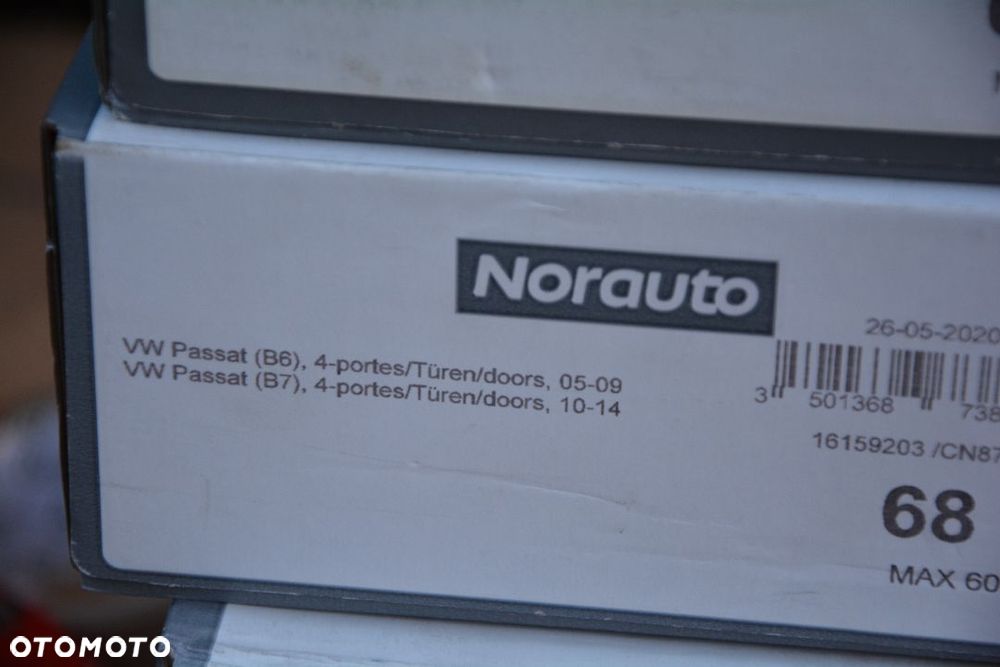 Norauto
26-05-2020
VW Passat (B6), 4-portes/Türen/doors, 05-09
VW Passat (B7), 4-portes/Türen/doors, 10-14
3 501368 738
16159203 /CN87
68
MAX 60
OTOMOTO